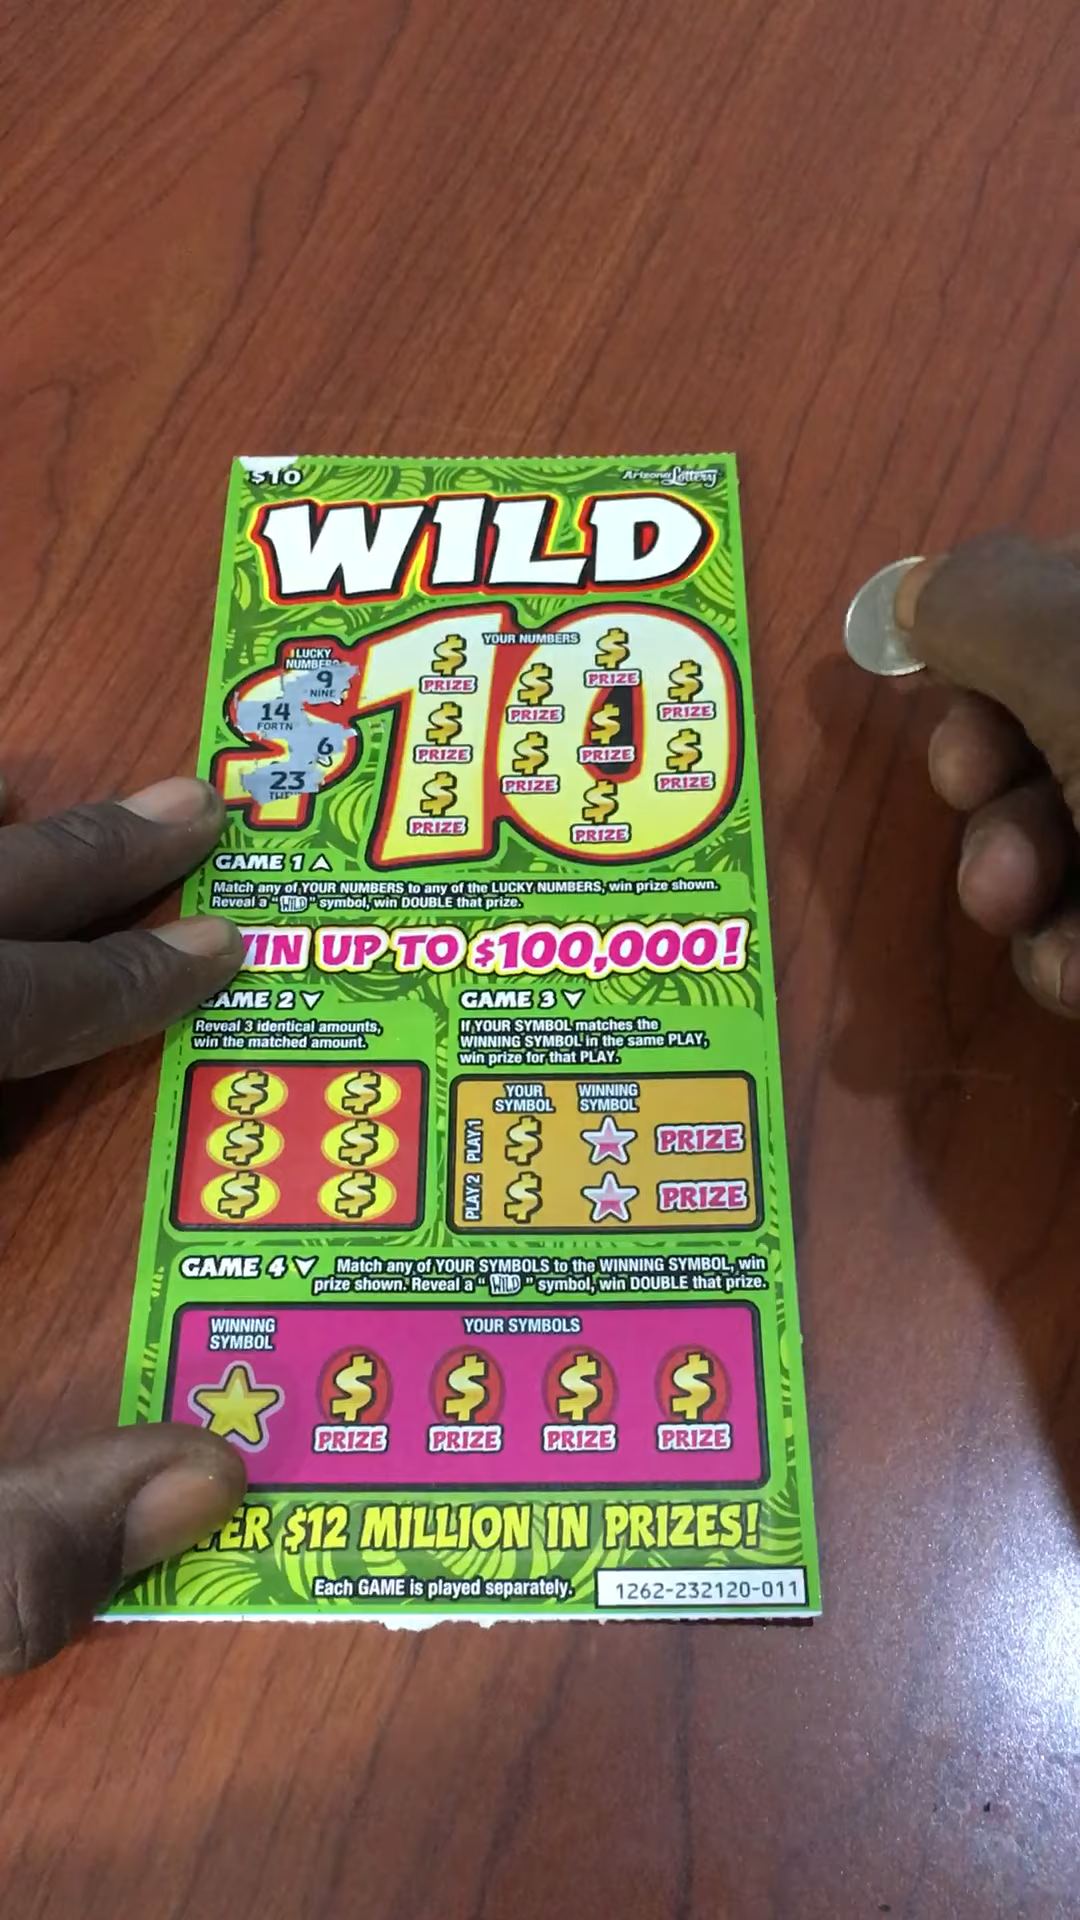 $10
Arizona Lottery
WILD
$10
YOUR NUMBERS
LUCKY
NUMBERS
9
NINE
14
FORTN
6
23
PRIZE
PRIZE
PRIZE
PRIZE
PRIZE
PRIZE
PRIZE
PRIZE
PRIZE
PRIZE
GAME 1
Match any of YOUR NUMBERS to any of the LUCKY NUMBERS, win prize shown.
Reveal a "WILD" symbol, win DOUBLE that prize.
WIN UP TO $100,000!
GAME 2
Reveal 3 identical amounts,
win the matched amount.
GAME 3
If YOUR SYMBOL matches the
WINNING SYMBOL in the same PLAY,
win prize for that PLAY.
YOUR SYMBOL
WINNING SYMBOL
PLAY 1
PRIZE
PLAY 2
PRIZE
GAME 4 Match any of YOUR SYMBOLS to the WINNING SYMBOL, win
prize shown. Reveal a "WILD" symbol, win DOUBLE that prize.
WINNING
SYMBOL
YOUR SYMBOLS
PRIZE PRIZE PRIZE PRIZE
ER $12 MILLION IN PRIZES!
Each GAME is played separately.
1262-232120-011